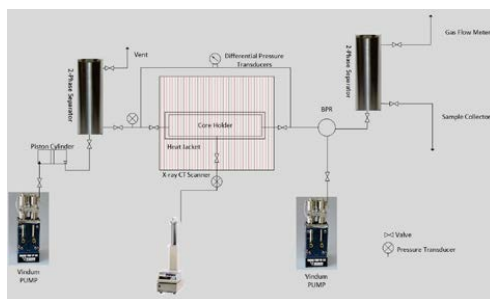 Gas Flow Meter
Vent
2-Phase Separator
2-Phase Separator
Differential Pressure
Transducers
BPR
Core Holder
Sample Collector
Heat Jacket
Piston Cylinder
X-ray CT Scanner
Valve
Pressure Transducer
Vindum
PUMP
Vindum
PUMP